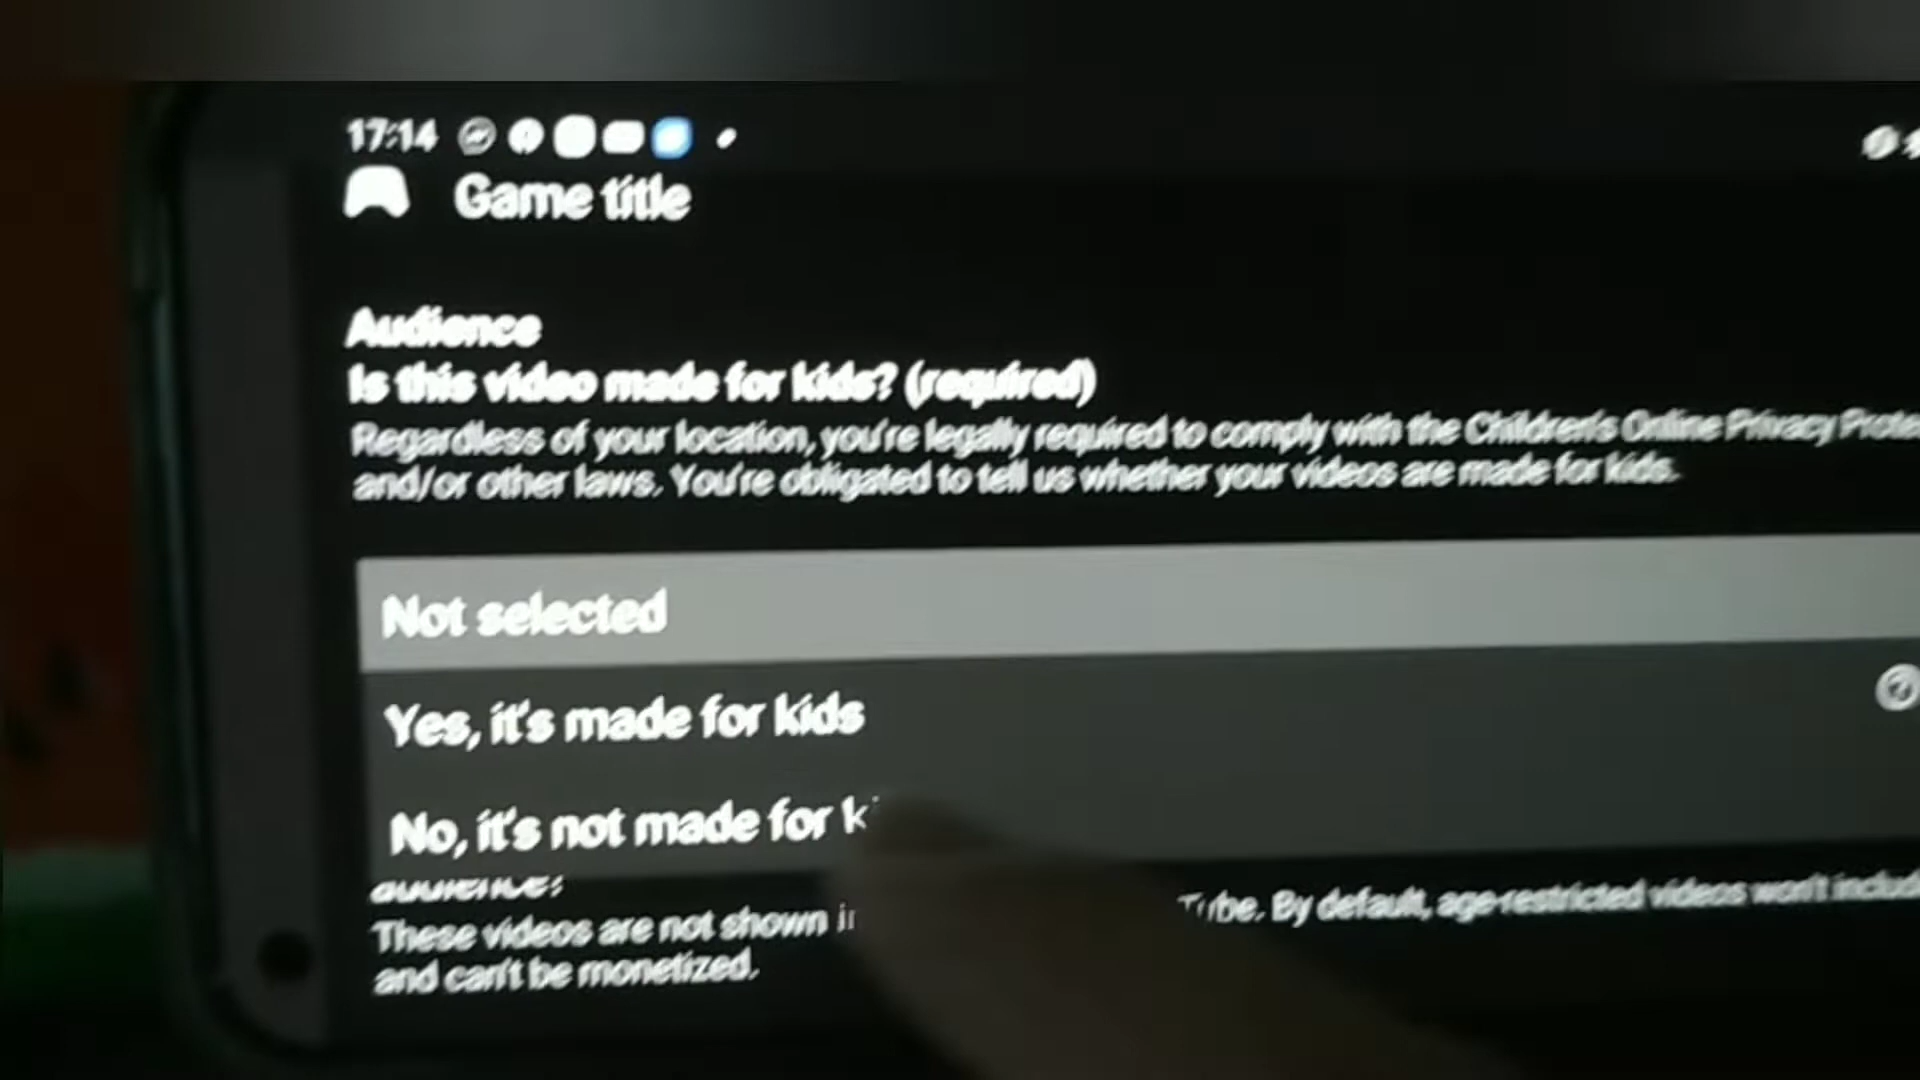 17:14
Game title
Audience
Is this video made for kids? (required)
Regardless of your location, you're legally required to comply with the Children's Online Privacy
and/or other laws. You're obligated to tell us whether your videos are made for kids.
Not selected
Yes, it's made for kids
No, it's not made for
These videos are not shown
By default, age-restricted videos won't
and can't be monetized.